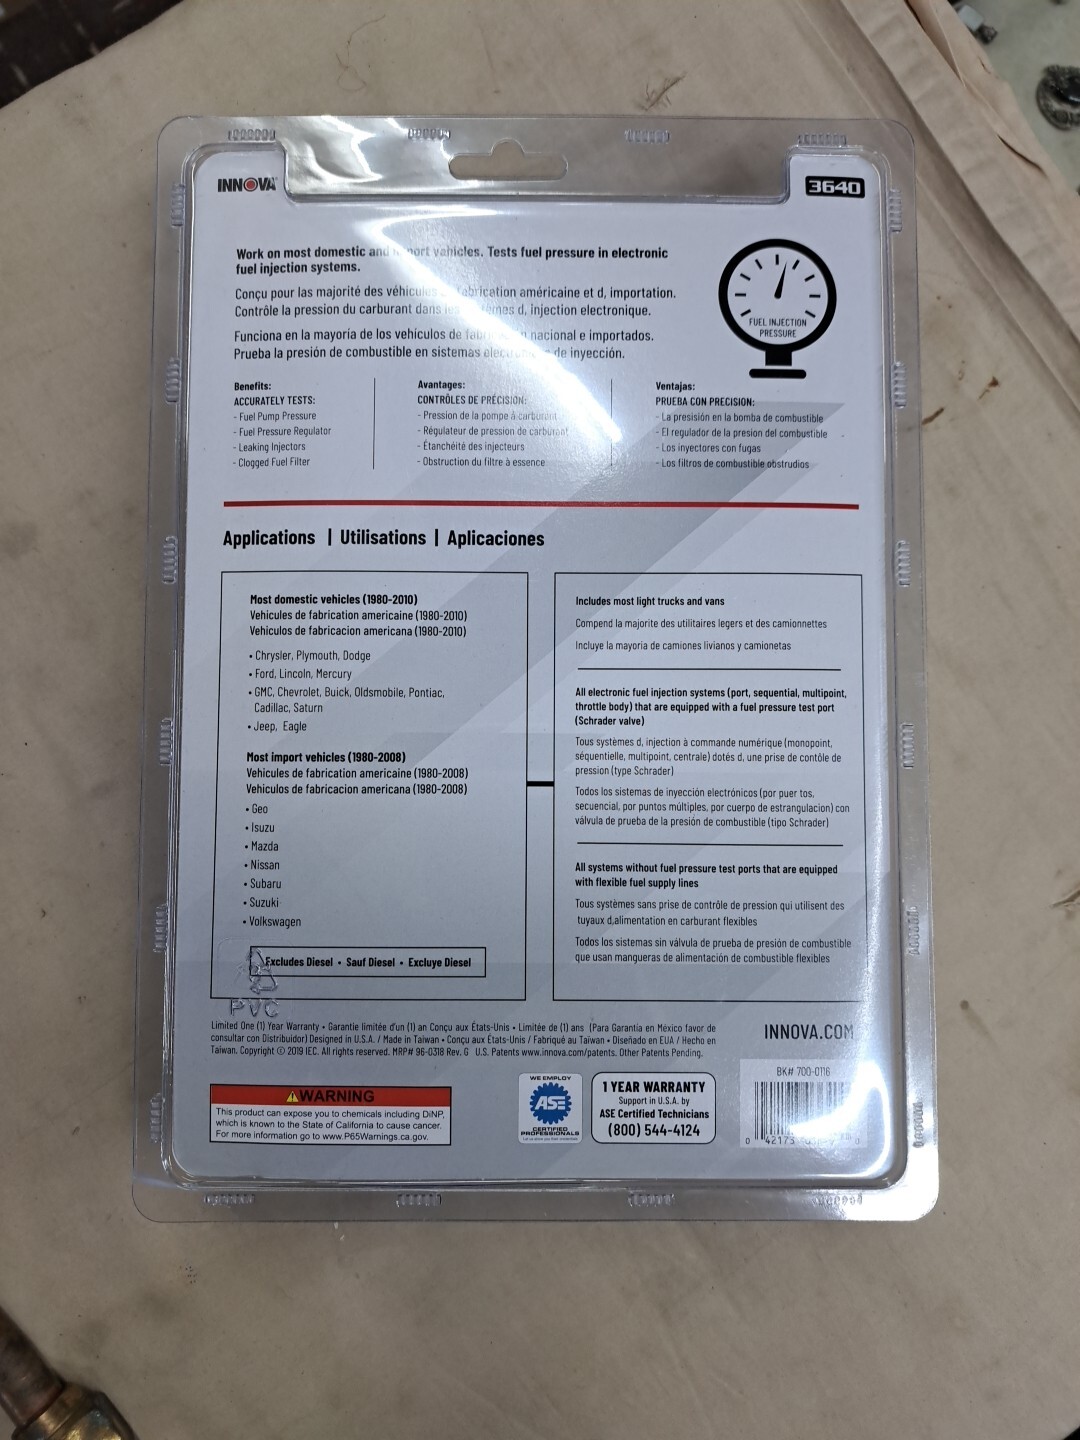 INNOVA
3640
Work on most domestic and import vehicles. Tests fuel pressure in electronic
fuel injection systems.
Conçu pour las majorité des véhicules fabrication américaine et d, importation.
Contrôle la pression du carburant dans les systèmes d, injection electronique.
Funciona en la mayoría de los vehículos de nacional e importados.
Prueba la presión de combustible en sistemas de inyección.
FUEL INJECTION
PRESSURE
Benefits:
ACCURATELY TESTS:
- Fuel Pump Pressure
- Fuel Pressure Regulator
- Leaking Injectors
- Clogged Fuel Filter
Avantages:
CONTRÔLES DE PRÉCISION:
- Pression de la pompe à carburant
- Régulateur de pression de carburant
- Étanchéité des injecteurs
- Obstruction du filtre à essence
Ventajas:
PRUEBA CON PRECISION:
- La presisión en la bomba de combustible
- El regulador de la presion del combustible
- Los inyectores con fugas
- Los filtros de combustible obstrudios
Applications | Utilisations | Aplicaciones
Most domestic vehicles (1980-2010)
Vehicules de fabrication americaine (1980-2010)
Vehiculos de fabricacion americana (1980-2010)
• Chrysler, Plymouth, Dodge
• Ford, Lincoln, Mercury
• GMC, Chevrolet, Buick, Oldsmobile, Pontiac,
Cadillac, Saturn
• Jeep, Eagle
Most import vehicles (1980-2008)
Vehicules de fabrication americaine (1980-2008)
Vehiculos de fabricacion americana (1980-2008)
• Geo
• Isuzu
• Mazda
• Nissan
• Subaru
• Suzuki
• Volkswagen
Excludes Diesel • Sauf Diesel • Excluye Diesel
PVC
Includes most light trucks and vans
Compend la majorite des utilitaires legers et des camionnettes
Incluye la mayoria de camiones livianos y camionetas
All electronic fuel injection systems (port, sequential, multipoint,
throttle body) that are equipped with a fuel pressure test port
(Schrader valve)
Tous systèmes d, injection à commande numérique (monopoint,
séquentielle, multipoint, centrale) dotés d, une prise de contôle de
pression (type Schrader)
Todos los sistemas de inyección electrónicos (por puer tos,
secuencial, por puntos múltiples, por cuerpo de estrangulacion) con
válvula de prueba de la presión de combustible (tipo Schrader)
All systems without fuel pressure test ports that are equipped
with flexible fuel supply lines
Tous systèmes sans prise de contrôle de pression qui utilisent des
tuyaux d,alimentation en carburant flexibles
Todos los sistemas sin válvula de prueba de presión de combustible
que usan mangueras de alimentación de combustible flexibles
Limited One (1) Year Warranty • Garantie limitée d'un (1) an Conçu aux États-Unis • Limitée de (1) ans (Para Garantia en México favor de
consultar con Distribuidor) Designed in U.S.A. / Made in Taiwan • Conçu aux États-Unis / Fabriqué au Taiwan • Diseñado en EUA / Hecho en
Taiwan. Copyright © 2019 IEC. All rights reserved. MRP# 96-0318 Rev. G U.S. Patents www.innova.com/patents. Other Patents Pending.
INNOVA.COM
BK# 700-0116
0 42173
WARNING
This product can expose you to chemicals including DiNP,
which is known to the State of California to cause cancer.
For more information go to www.P65Warnings.ca.gov.
WE EMPLOY
ASE
CERTIFIED
PROFESSIONALS
1 YEAR WARRANTY
Support in U.S.A. by
ASE Certified Technicians
(800) 544-4124